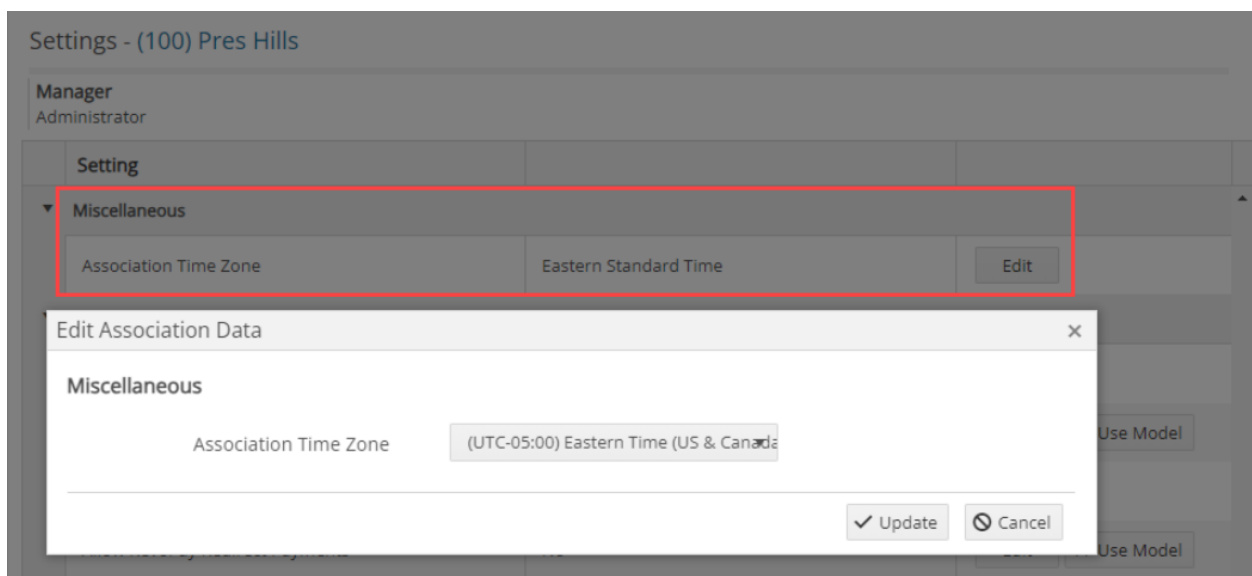 Settings - (100) Pres Hills
Manager
Administrator
Setting
Miscellaneous
Association Time Zone Eastern Standard Time Edit
Edit Association Data
Miscellaneous
Association Time Zone (UTC-05:00) Eastern Time (US & Canada
Use Model
Update Cancel
Use Model